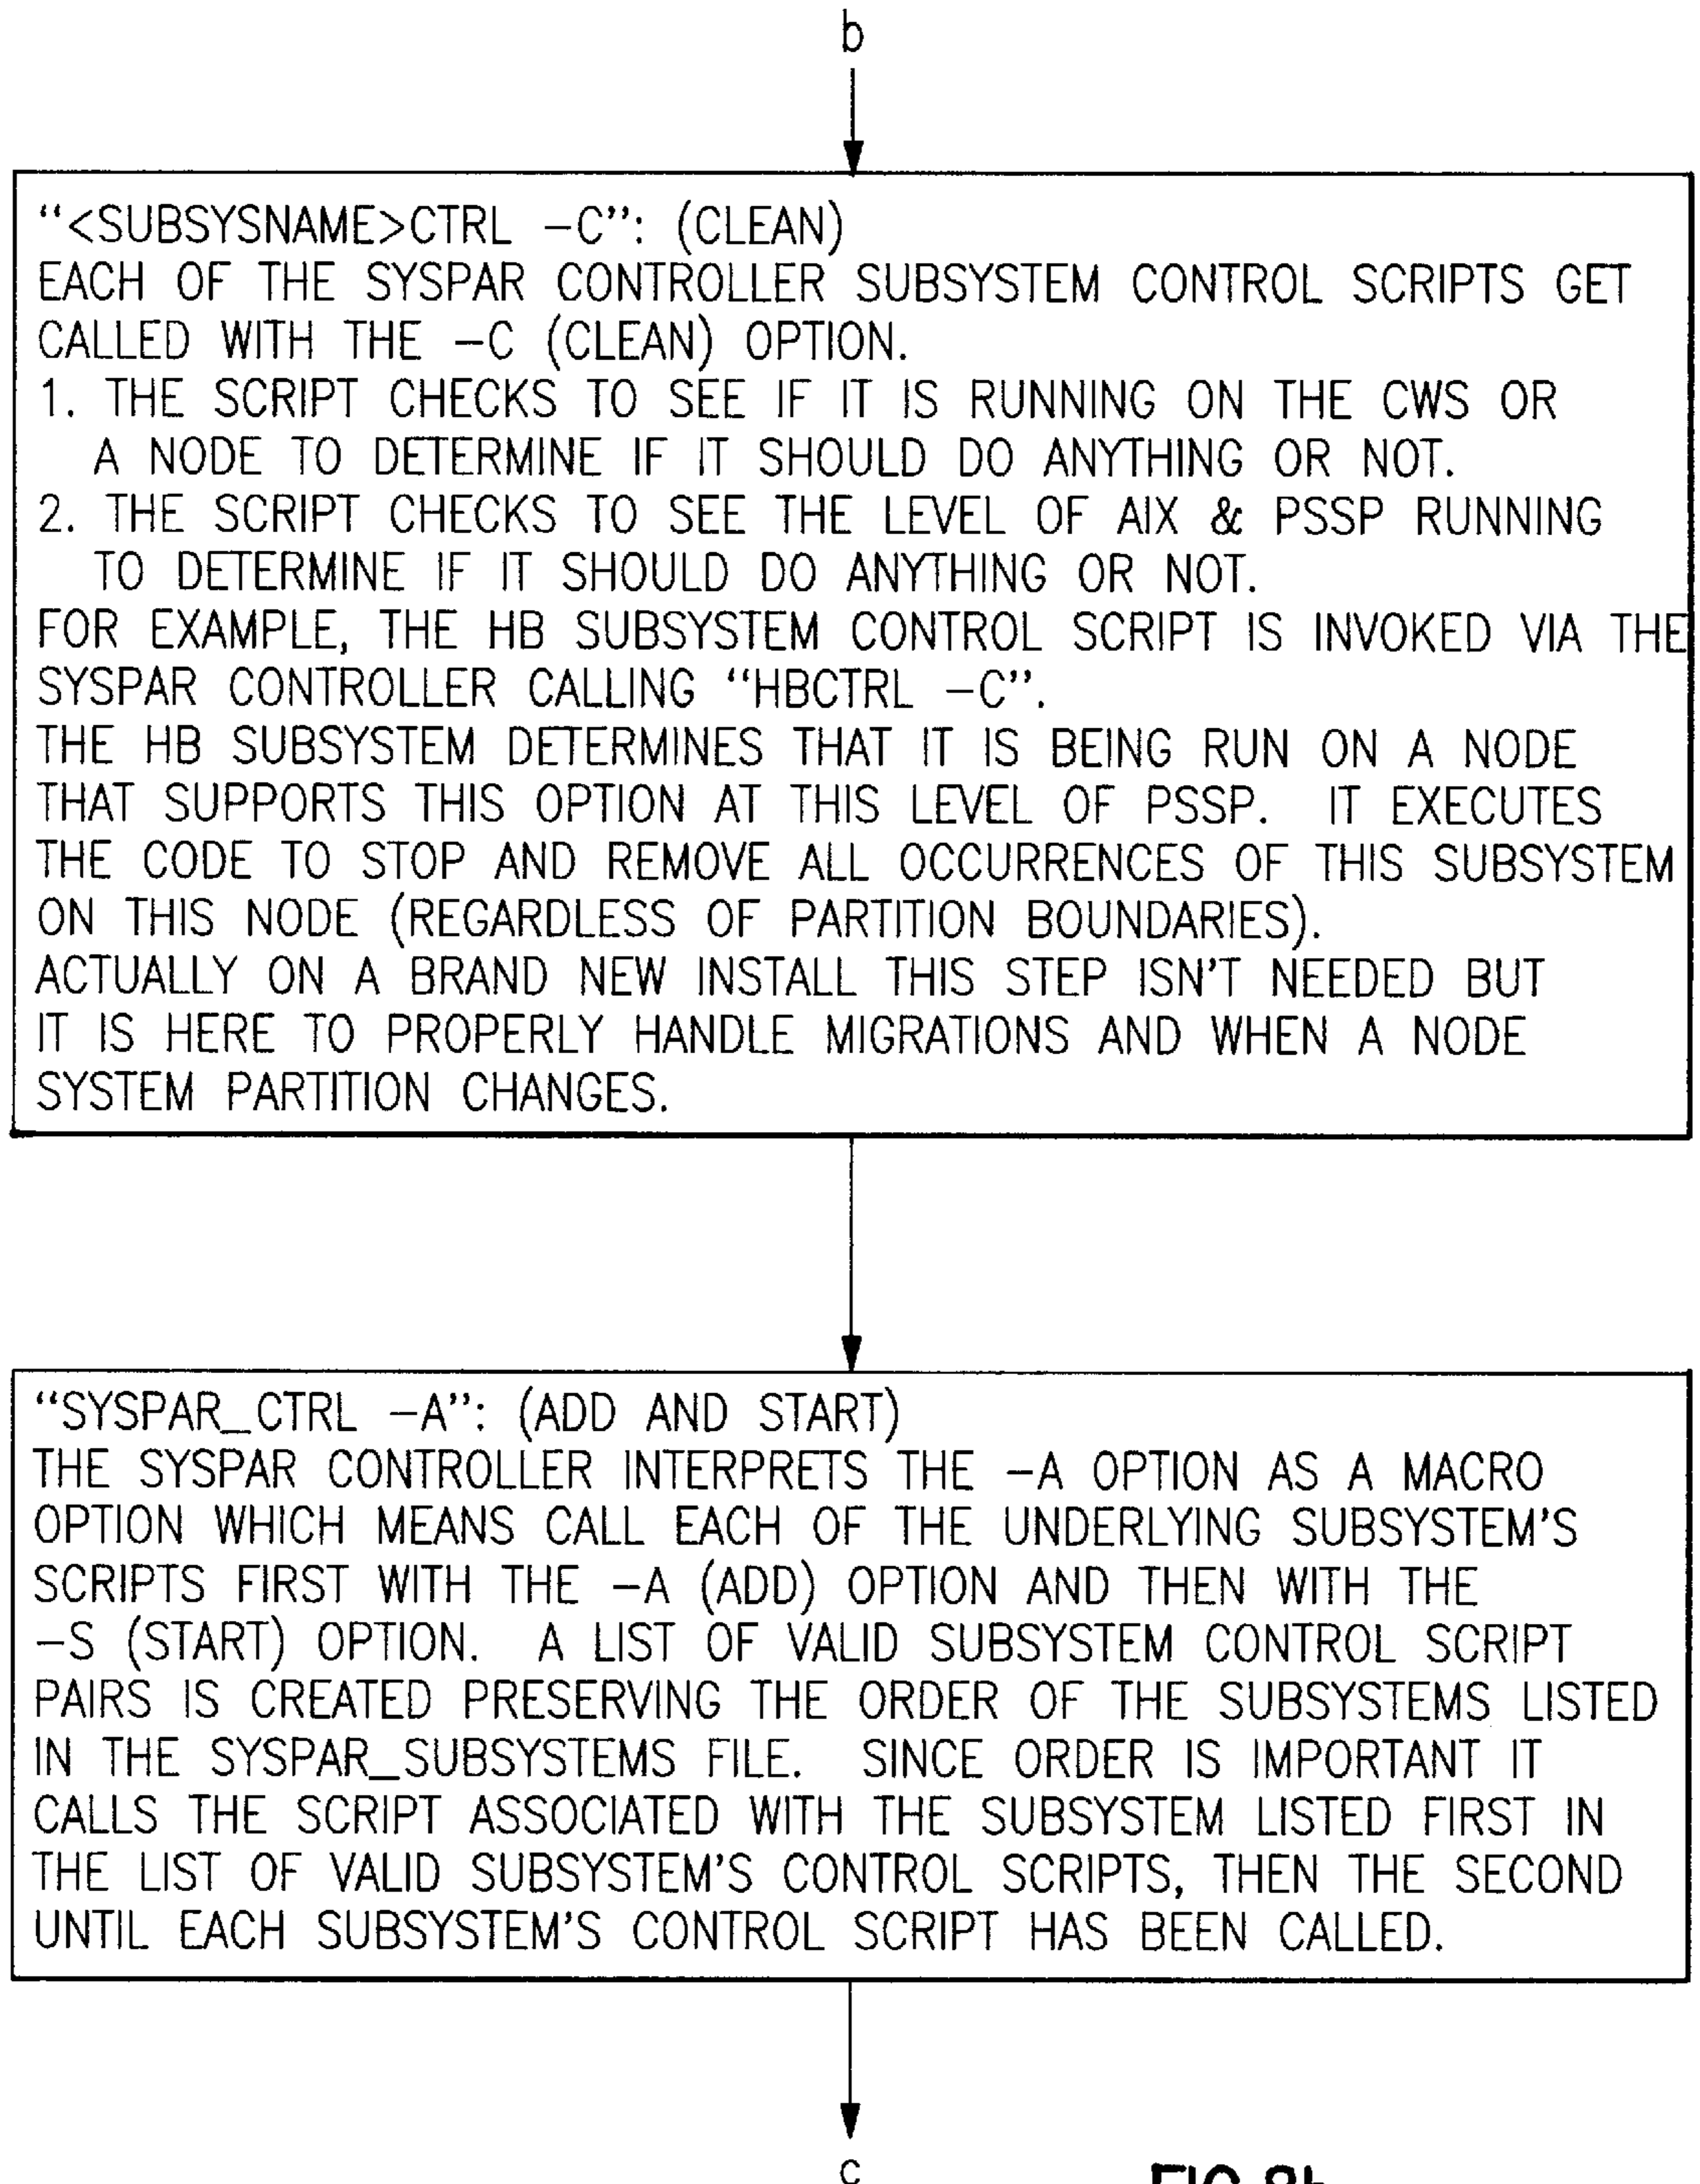 b
“<SUBSYSNAME>CTRL –C”: (CLEAN)
EACH OF THE SYSPAR CONTROLLER SUBSYSTEM CONTROL SCRIPTS GET
CALLED WITH THE –C (CLEAN) OPTION.
1. THE SCRIPT CHECKS TO SEE IF IT IS RUNNING ON THE CWS OR
A NODE TO DETERMINE IF IT SHOULD DO ANYTHING OR NOT.
2. THE SCRIPT CHECKS TO SEE THE LEVEL OF AIX & PSSP RUNNING
TO DETERMINE IF IT SHOULD DO ANYTHING OR NOT.
FOR EXAMPLE, THE HB SUBSYSTEM CONTROL SCRIPT IS INVOKED VIA THE
SYSPAR CONTROLLER CALLING “HBCTRL –C”.
THE HB SUBSYSTEM DETERMINES THAT IT IS BEING RUN ON A NODE
THAT SUPPORTS THIS OPTION AT THIS LEVEL OF PSSP. IT EXECUTES
THE CODE TO STOP AND REMOVE ALL OCCURRENCES OF THIS SUBSYSTEM
ON THIS NODE (REGARDLESS OF PARTITION BOUNDARIES).
ACTUALLY ON A BRAND NEW INSTALL THIS STEP ISN'T NEEDED BUT
IT IS HERE TO PROPERLY HANDLE MIGRATIONS AND WHEN A NODE
SYSTEM PARTITION CHANGES.
“SYSPAR_CTRL –A”: (ADD AND START)
THE SYSPAR CONTROLLER INTERPRETS THE –A OPTION AS A MACRO
OPTION WHICH MEANS CALL EACH OF THE UNDERLYING SUBSYSTEM'S
SCRIPTS FIRST WITH THE –A (ADD) OPTION AND THEN WITH THE
–S (START) OPTION. A LIST OF VALID SUBSYSTEM CONTROL SCRIPT
PAIRS IS CREATED PRESERVING THE ORDER OF THE SUBSYSTEMS LISTED
IN THE SYSPAR_SUBSYSTEMS FILE. SINCE ORDER IS IMPORTANT IT
CALLS THE SCRIPT ASSOCIATED WITH THE SUBSYSTEM LISTED FIRST IN
THE LIST OF VALID SUBSYSTEM'S CONTROL SCRIPTS, THEN THE SECOND
UNTIL EACH SUBSYSTEM'S CONTROL SCRIPT HAS BEEN CALLED.
c